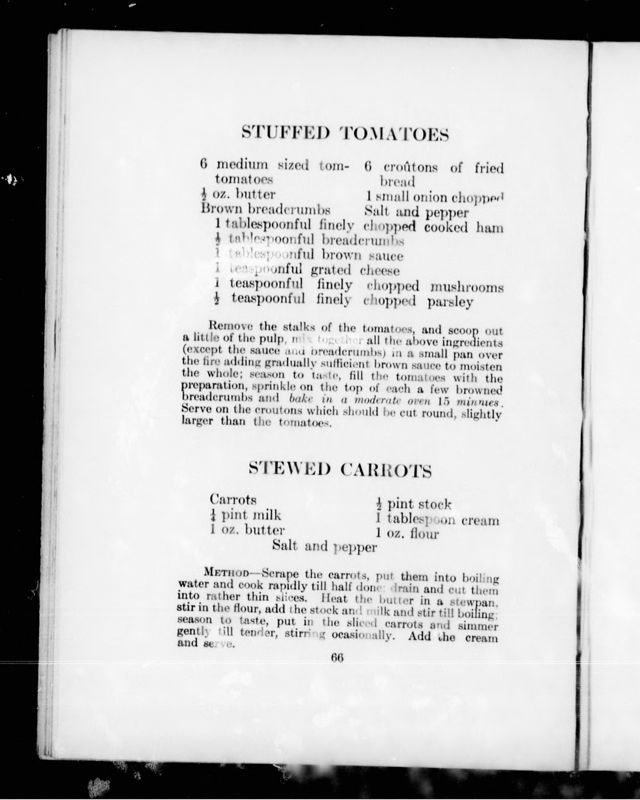 STUFFED TOMATOES
6 medium sized tom-
tomatoes
½ oz. butter
Brown breadcrumbs
6 croûtons of fried
bread
1 small onion chopped
Salt and pepper
1 tablespoonful finely chopped cooked ham
½ tablespoonful breadcrumbs
1 tablespoonful brown sauce
1 teaspoonful grated cheese
1 teaspoonful finely chopped mushrooms
½ teaspoonful finely chopped parsley
Remove the stalks of the tomatoes, and scoop out
a little of the pulp, mix together all the above ingredients
(except the sauce and breadcrumbs) in a small pan over
the fire adding gradually sufficient brown sauce to moisten
the whole; season to taste, fill the tomatoes with the
preparation, sprinkle on the top of each a few browned
breadcrumbs and bake in a moderate oven 15 minutes.
Serve on the croutons which should be cut round, slightly
larger than the tomatoes.
STEWED CARROTS
Carrots
¼ pint milk
1 oz. butter
½ pint stock
1 tablespoon cream
1 oz. flour
Salt and pepper
METHOD—Scrape the carrots, put them into boiling
water and cook rapidly till half done; drain and cut them
into rather thin slices. Heat the butter in a stewpan,
stir in the flour, add the stock and milk and stir till boiling;
season to taste, put in the sliced carrots and simmer
gently till tender, stirring ocasionally. Add the cream
and serve.
66